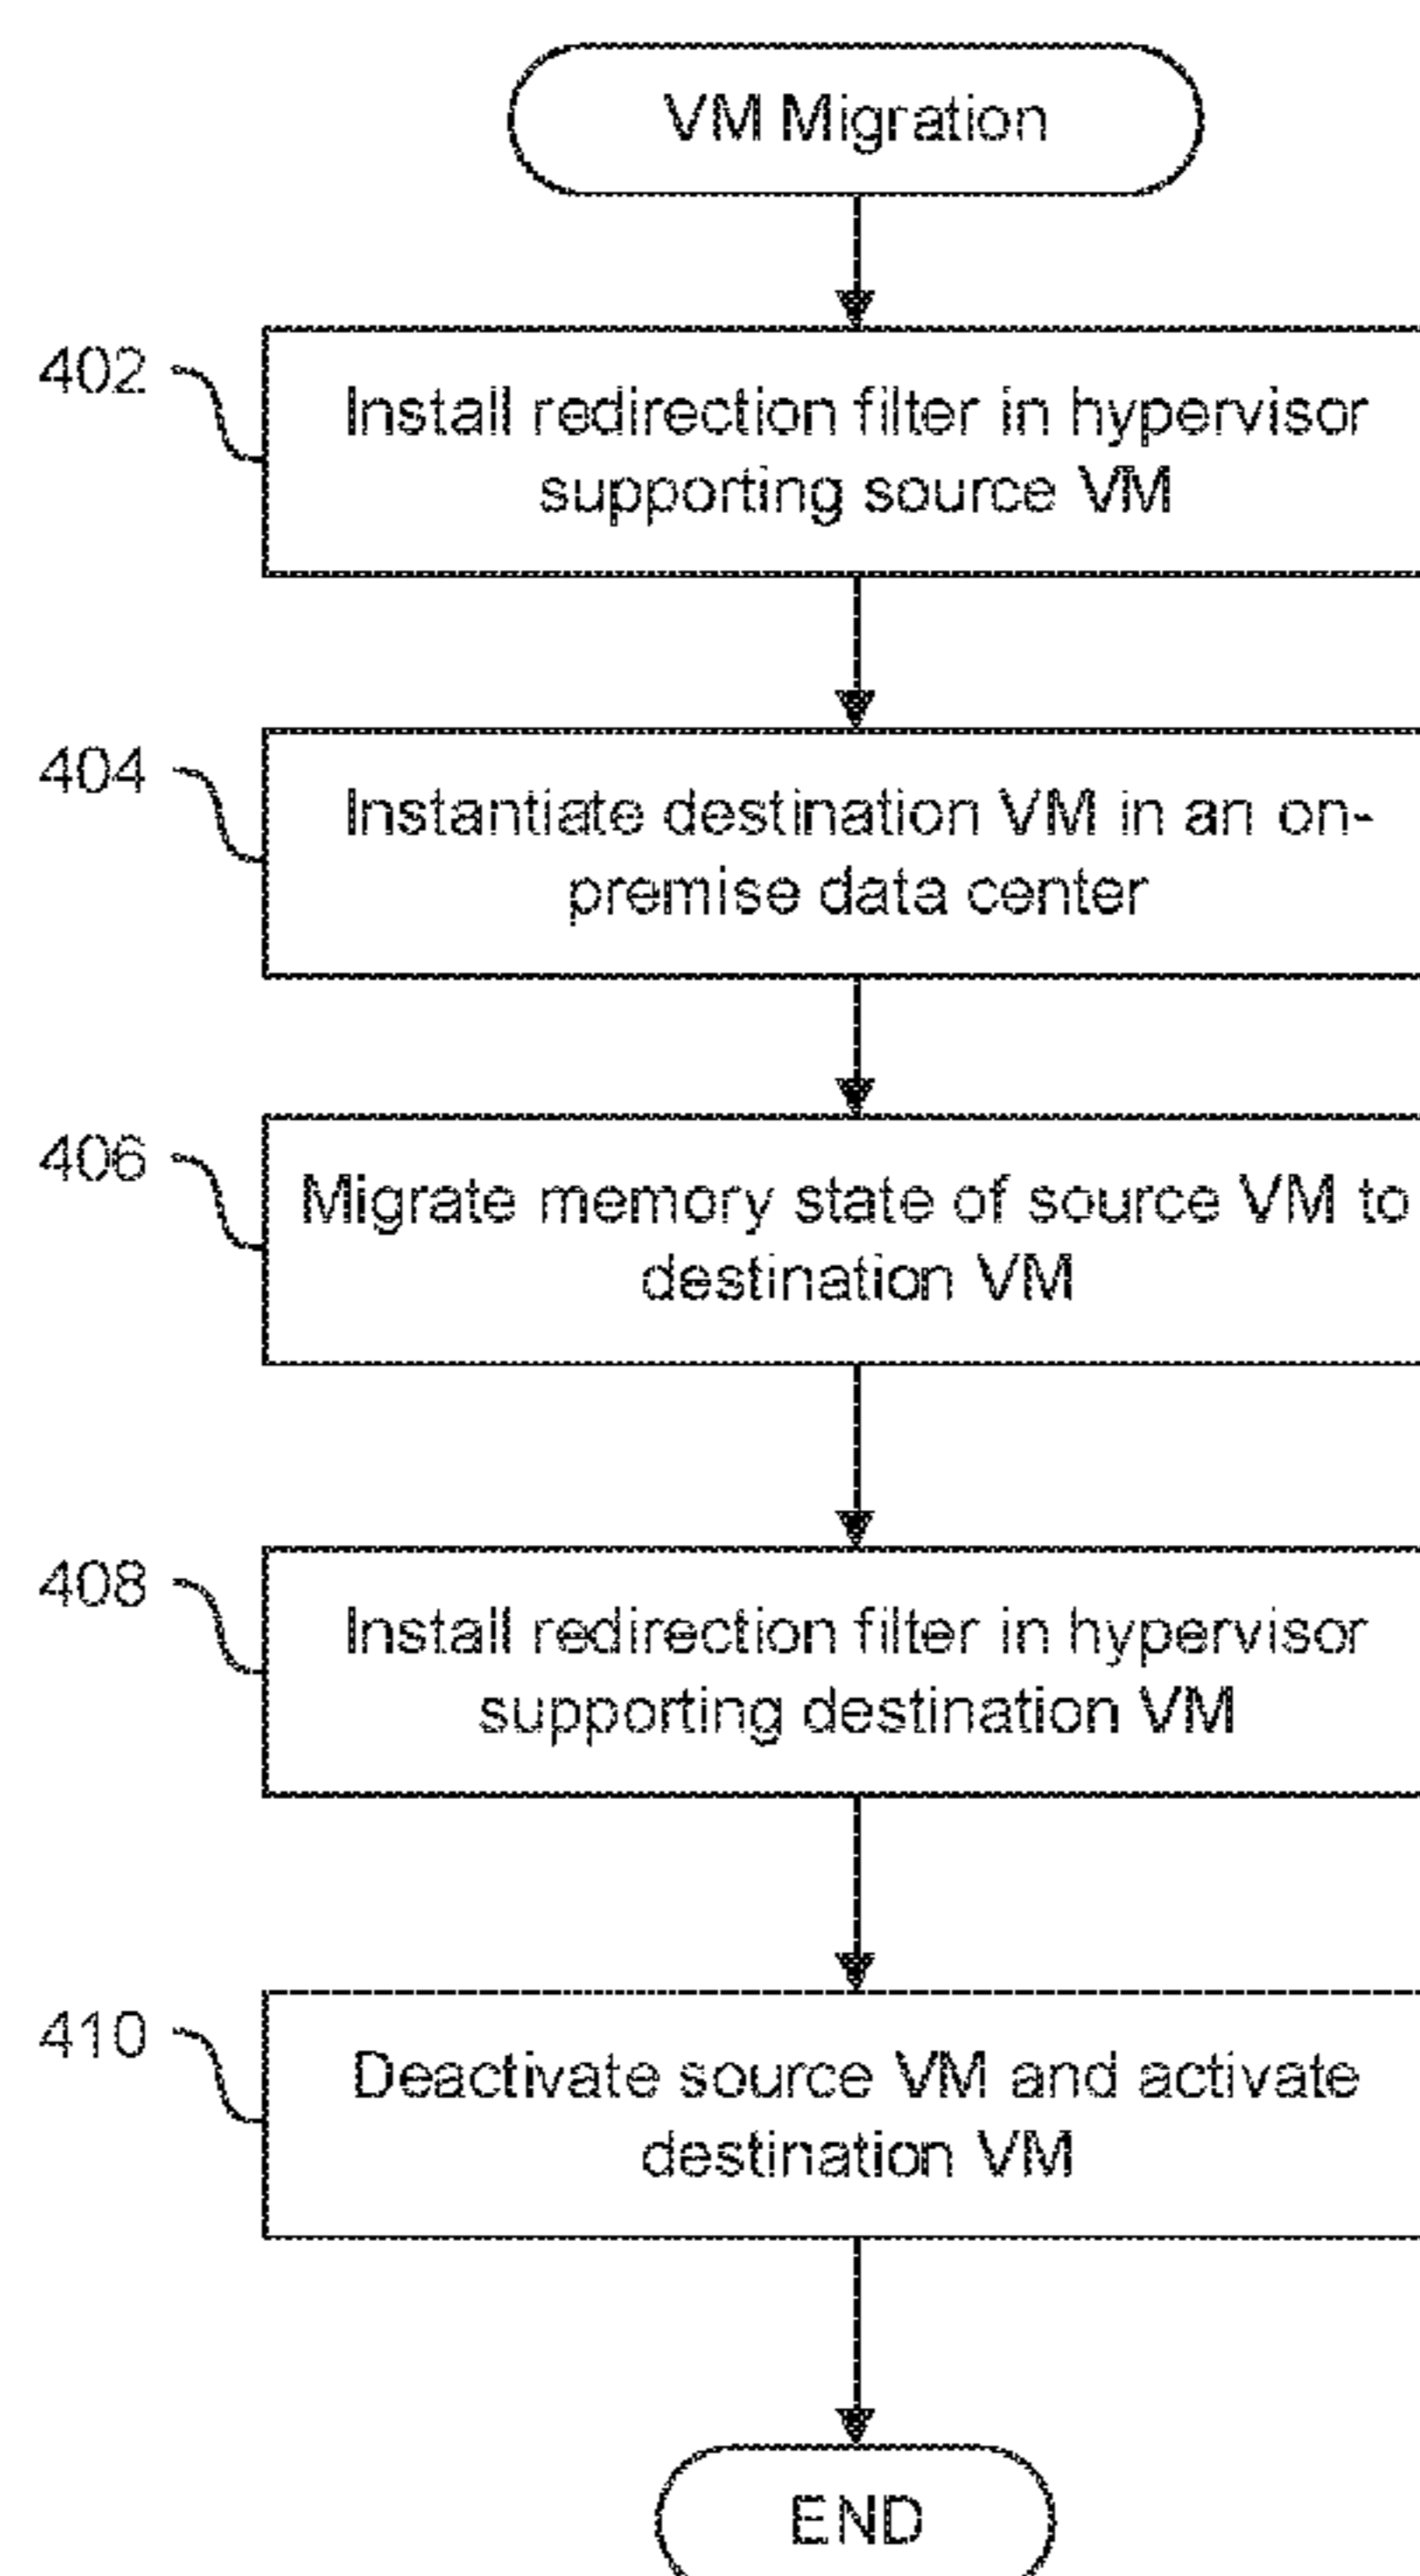 VM Migration
402
Install redirection filter in hypervisor
supporting source VM
404
Instantiate destination VM in an on-
premise data center
406
Migrate memory state of source VM to
destination VM
408
Install redirection filter in hypervisor
supporting destination VM
410
Deactivate source VM and activate
destination VM
END